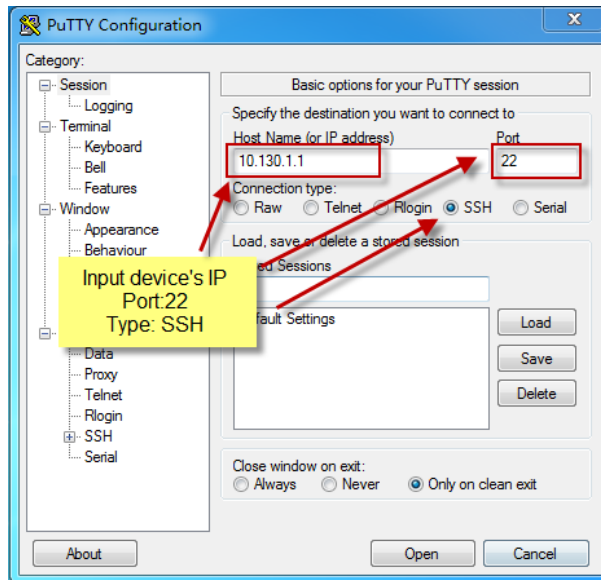 PuTTY Configuration
X
Category:
Session
Logging
Terminal
Keyboard
Bell
Features
Window
Appearance
Behaviour
Data
Proxy
Telnet
Rlogin
SSH
Serial
Basic options for your PuTTY session
Specify the destination you want to connect to
Host Name (or IP address) Port
10.130.1.1 22
Connection type:
Raw Telnet Rlogin SSH Serial
Load, save or delete a stored session
Sessions
Input device's IP
Port:22
Type: SSH
Settings
Load
Save
Delete
Close window on exit:
Always Never Only on clean exit
About Open Cancel